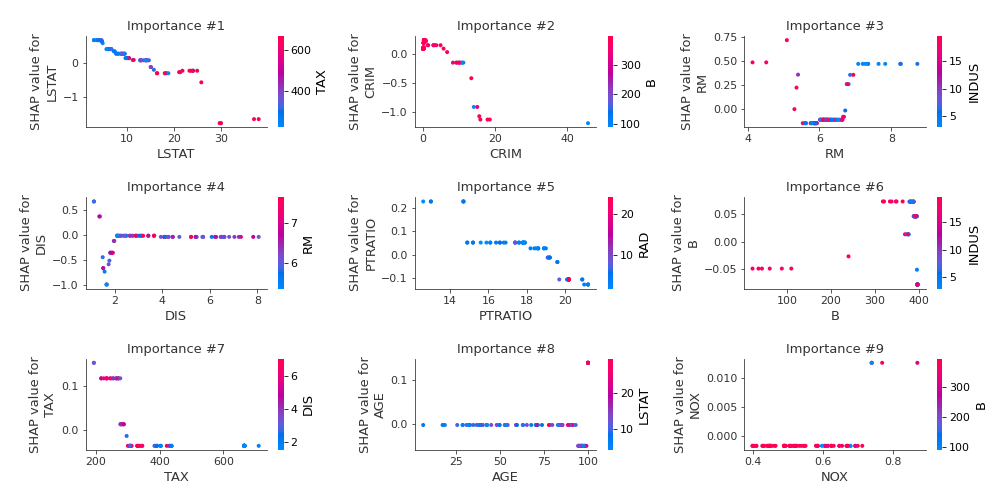 Importance #1
SHAP value for
LSTAT
0
−1
10
20
30
LSTAT
600
400
TAX
Importance #2
SHAP value for
CRIM
0.0
−0.5
−1.0
0
20
40
CRIM
300
200
100
B
Importance #3
SHAP value for
RM
0.75
0.50
0.25
0.00
4
6
8
RM
15
10
5
INDUS
Importance #4
SHAP value for
DIS
0.5
0.0
−0.5
−1.0
2
4
6
8
DIS
7
6
RM
Importance #5
SHAP value for
PTRATIO
0.2
0.1
0.0
−0.1
14
16
18
20
PTRATIO
20
10
RAD
Importance #6
SHAP value for
B
0.05
0.00
−0.05
100
200
300
400
B
15
10
5
INDUS
Importance #7
SHAP value for
TAX
0.1
0.0
200
400
600
TAX
6
4
2
DIS
Importance #8
SHAP value for
AGE
0.1
0.0
25
50
75
100
AGE
20
10
LSTAT
Importance #9
SHAP value for
NOX
0.010
0.005
0.000
0.4
0.6
0.8
NOX
300
200
100
B